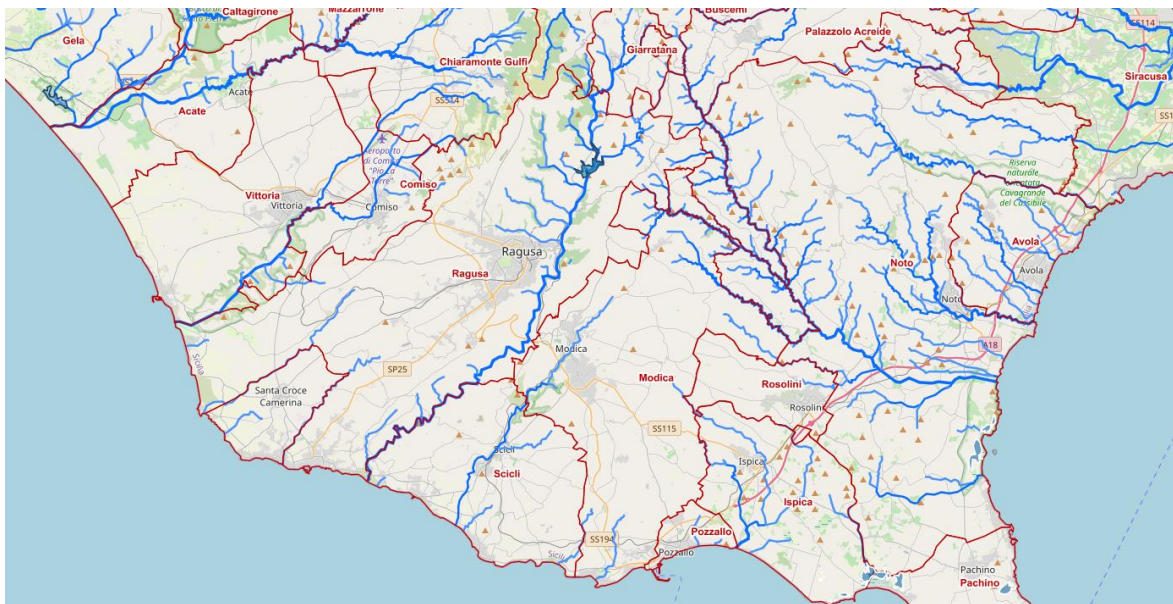 Caltagirone
Mazzarrone
Buscemi
SS114
Gela
Giarratana
Palazzolo Acreide
Chiaramonte Gulfi
Siracusa
Acate
SS514
Acate
Aeroporto
di Comiso
"Pio La
Torre"
Riserva
naturale
orientata
Cavagrande
del Cassibile
Comiso
Vittoria
Vittoria
Comiso
Avola
Ragusa
Noto
Ragusa
Avola
Noto
Sicilia
A18
Modica
SP25
Santa Croce
Camerina
Modica
Rosolini
Rosolini
SS115
Scicli
Scicli
Ispica
Ispica
Pozzallo
SS194
Pozzallo
Pachino
Pachino